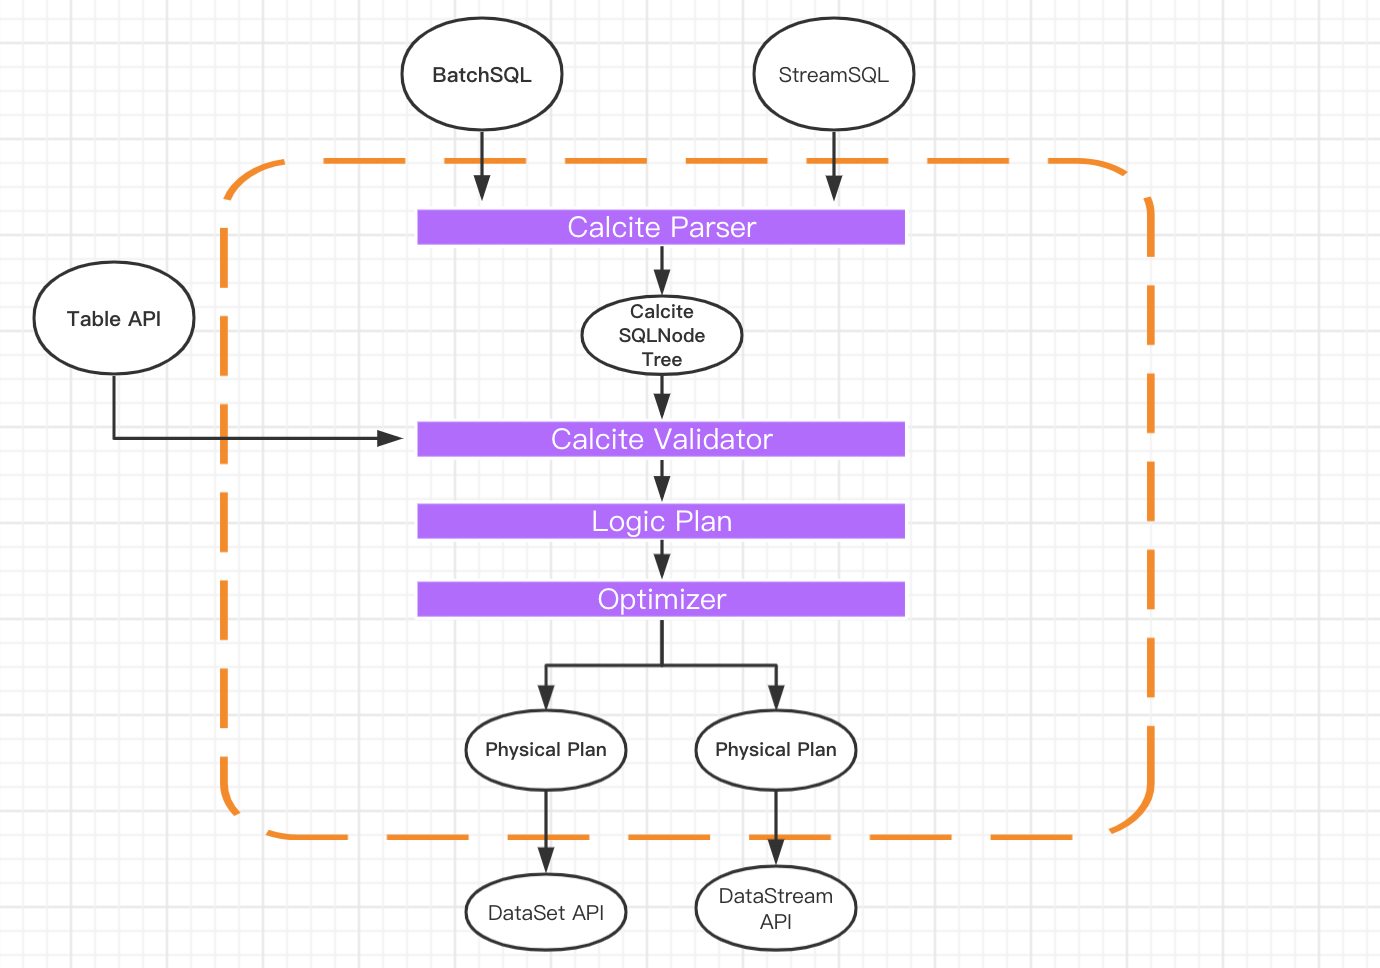 BatchSQL
StreamSQL
Calcite Parser
Table API
Calcite
SQLNode
Tree
Calcite Validator
Logic Plan
Optimizer
Physical Plan
Physical Plan
DataSet API
DataStream
API